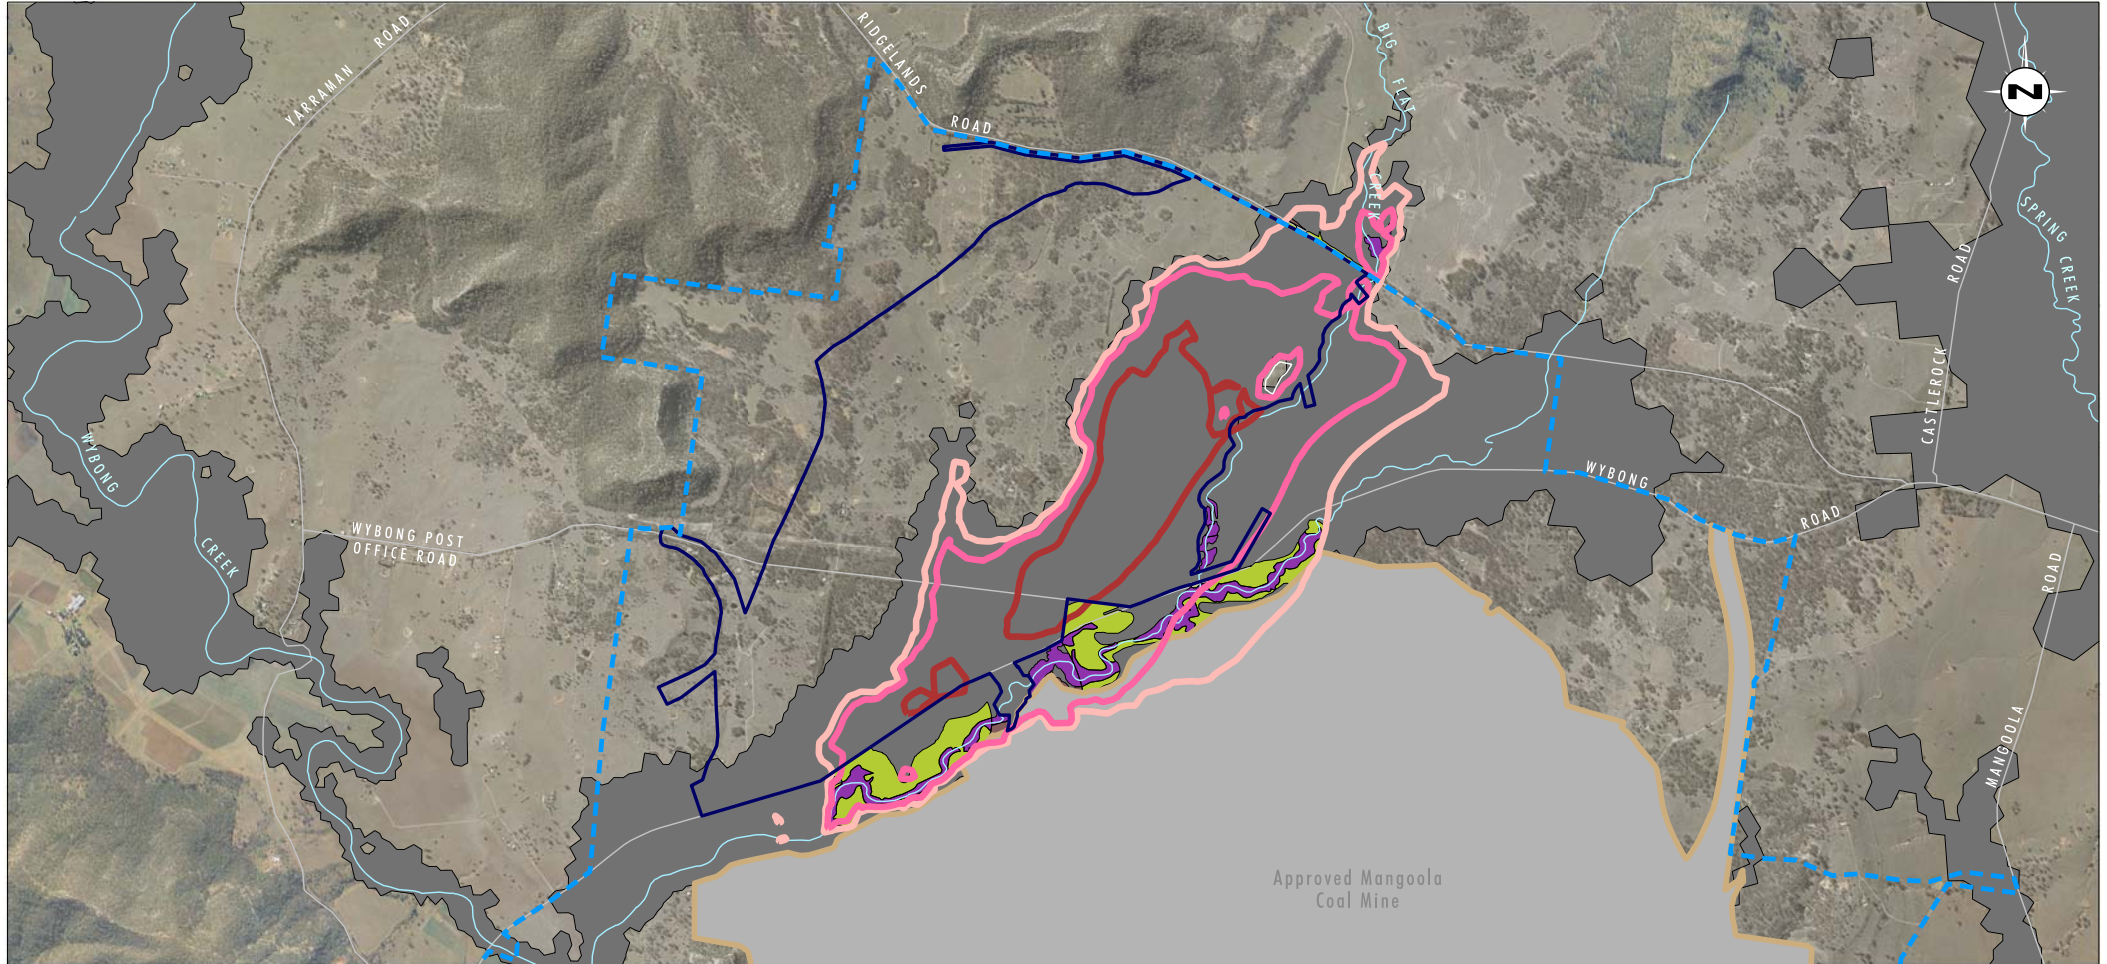 YARRAMAN ROAD
RIDGELANDS
ROAD
BIG FLAT
CREEK
N
SPRING CREEK
ROAD
CASTLEROCK
WYBONG
CREEK
WYBONG POST
OFFICE ROAD
WYBONG
ROAD
ROAD
MANGOOLA
Approved Mangoola
Coal Mine